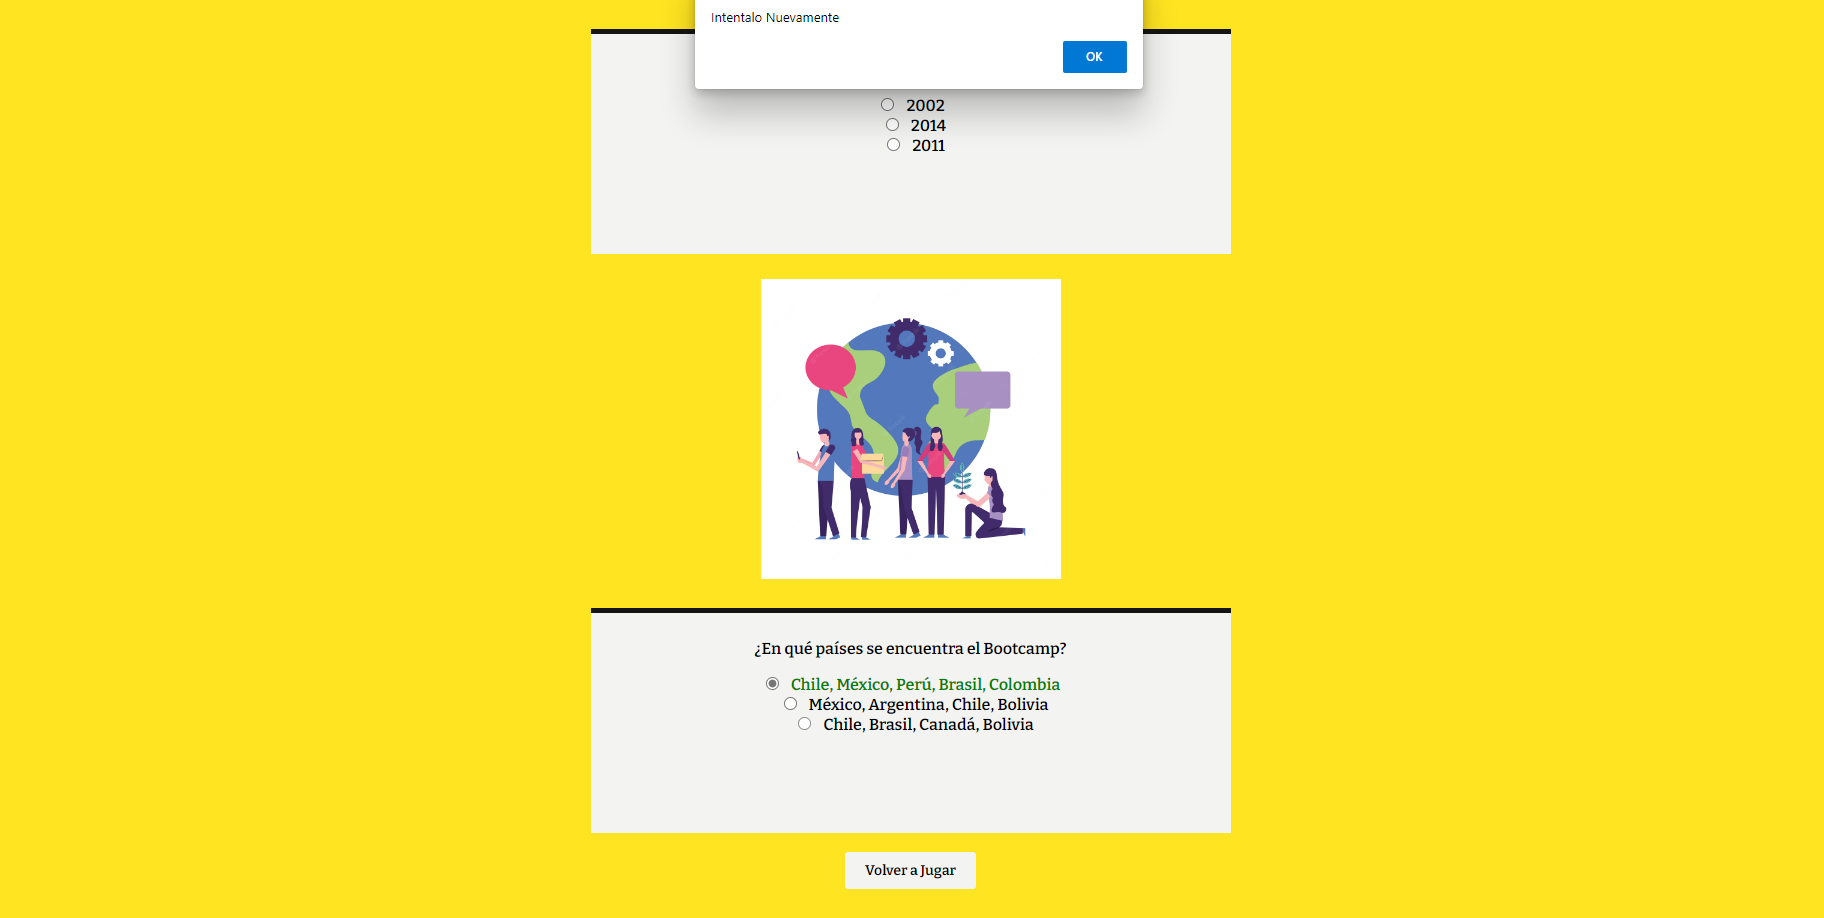 Intentalo Nuevamente
OK
2002
2014
2011
¿En qué países se encuentra el Bootcamp?
Chile, México, Perú, Brasil, Colombia
México, Argentina, Chile, Bolivia
Chile, Brasil, Canadá, Bolivia
Volver a Jugar